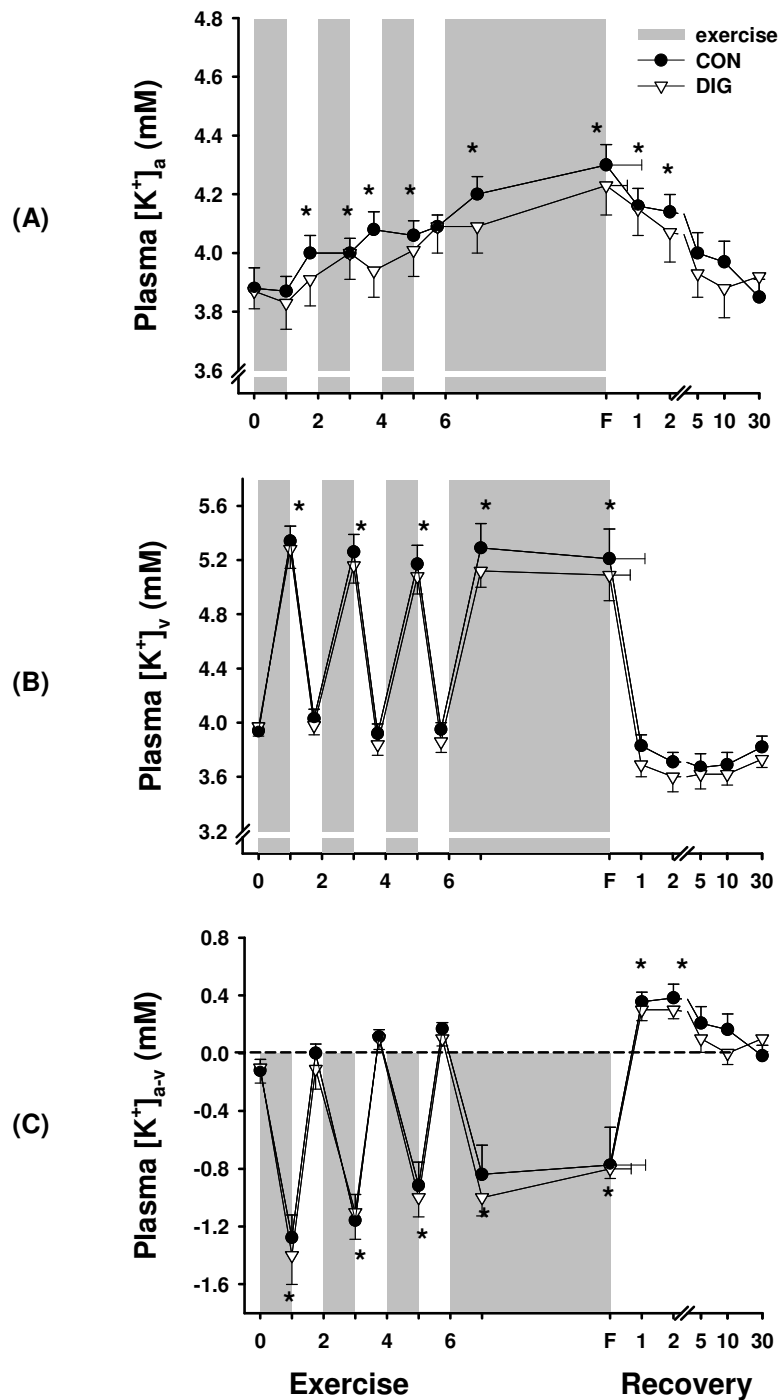 (A)
Plasma [K⁺]ₐ (mM)
4.8
4.6
4.4
4.2
4.0
3.8
3.6
exercise
CON
DIG
* * * * * * * *
0 2 4 6 F 1 2 5 10 30
(B)
Plasma [K⁺]ᵥ (mM)
5.6
5.2
4.8
4.4
4.0
3.6
3.2
* * * * *
0 2 4 6 F 1 2 5 10 30
(C)
Plasma [K⁺]ₐ₋ᵥ (mM)
0.8
0.4
0.0
-0.4
-0.8
-1.2
-1.6
* *
* * * * *
0 2 4 6 F 1 2 5 10 30
Exercise Recovery